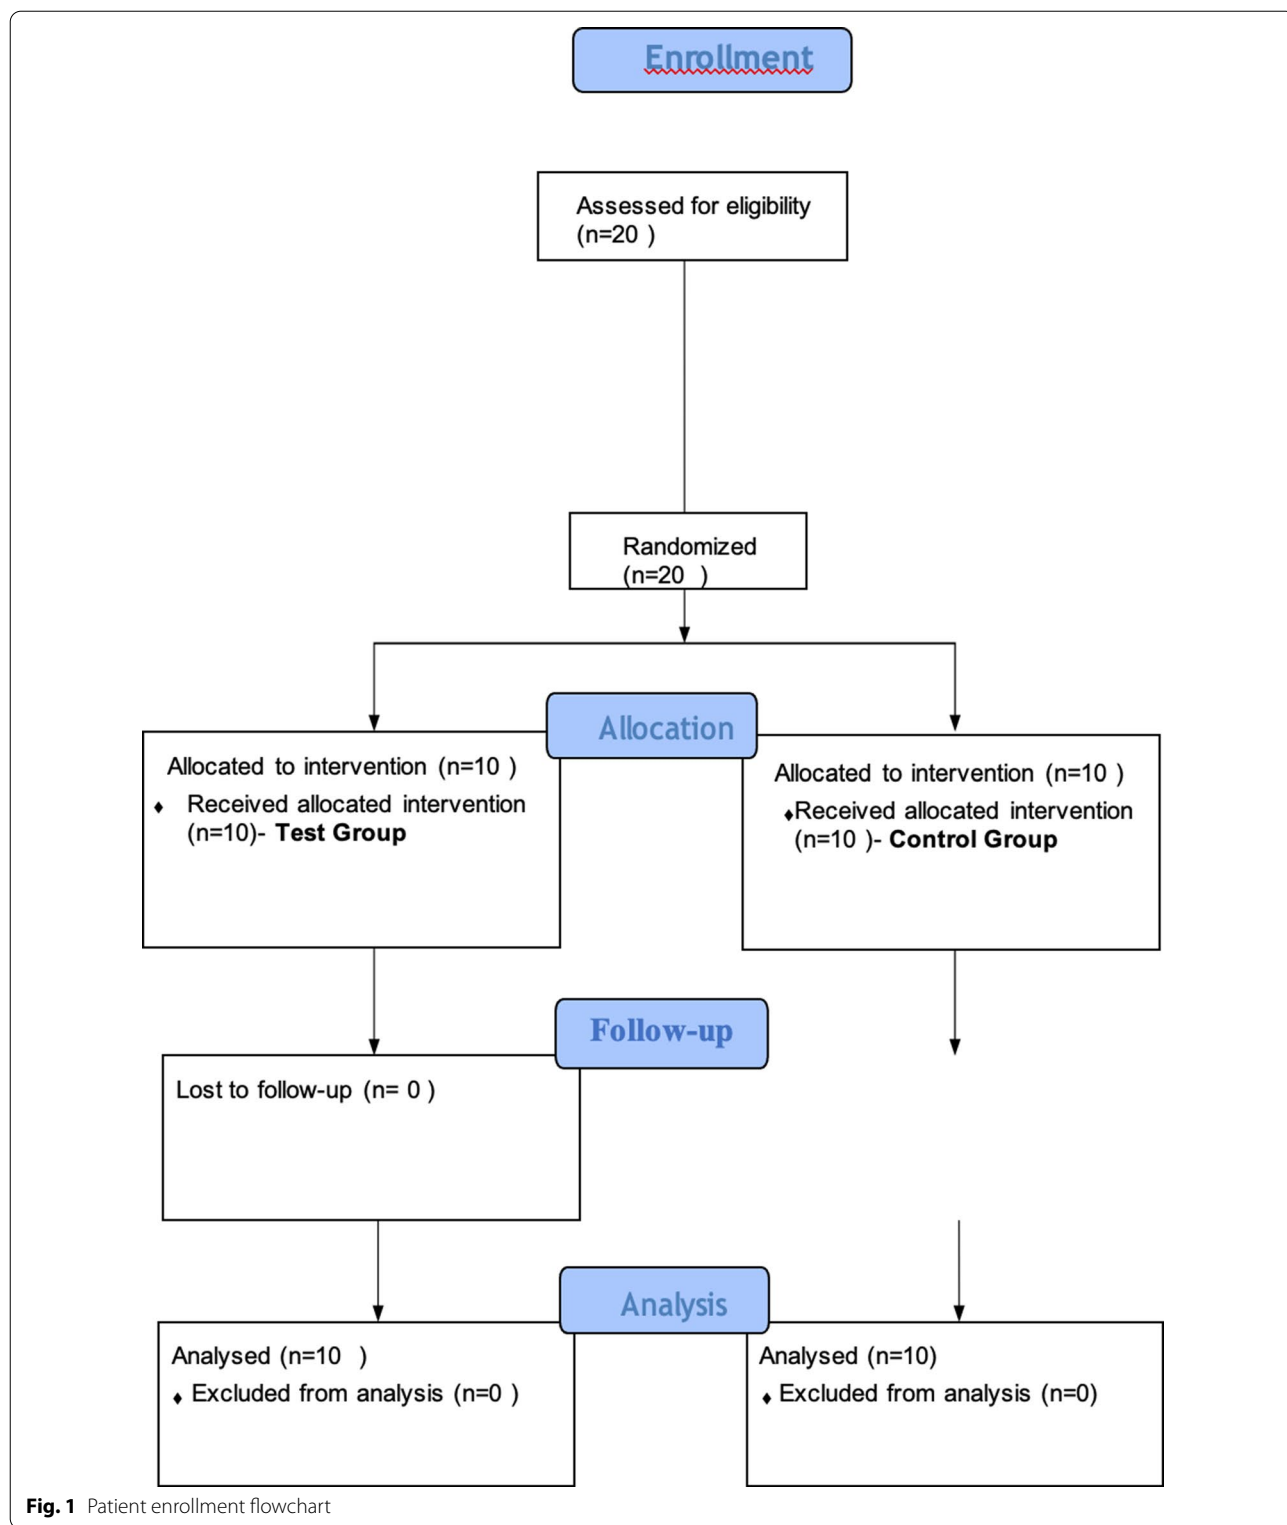 Enrollment
Assessed for eligibility
(n=20 )
Randomized
(n=20 )
Allocation
Allocated to intervention (n=10 )
♦ Received allocated intervention
(n=10)- Test Group
Allocated to intervention (n=10 )
♦Received allocated intervention
(n=10 )- Control Group
Follow-up
Lost to follow-up (n= 0 )
Analysis
Analysed (n=10 )
♦ Excluded from analysis (n=0 )
Analysed (n=10)
♦ Excluded from analysis (n=0)
Fig. 1 Patient enrollment flowchart